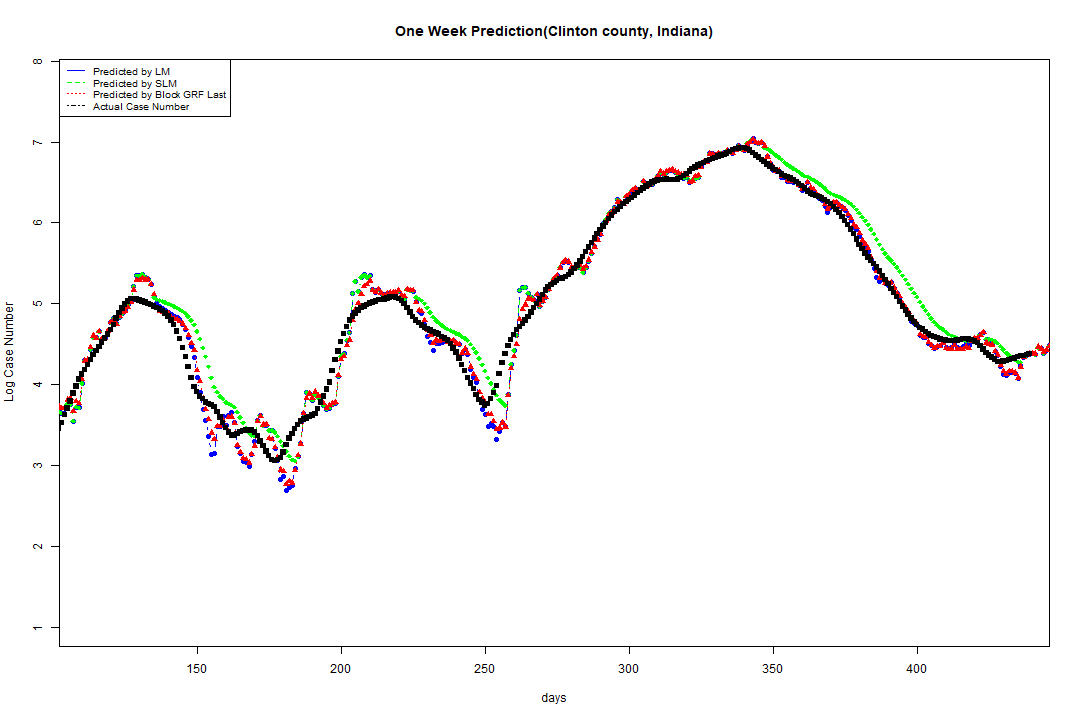 One Week Prediction(Clinton county, Indiana)
Predicted by LM
Predicted by SLM
Predicted by Block GRF Last
Actual Case Number
8
7
6
5
4
3
2
1
Log Case Number
150 200 250 300 350 400
days